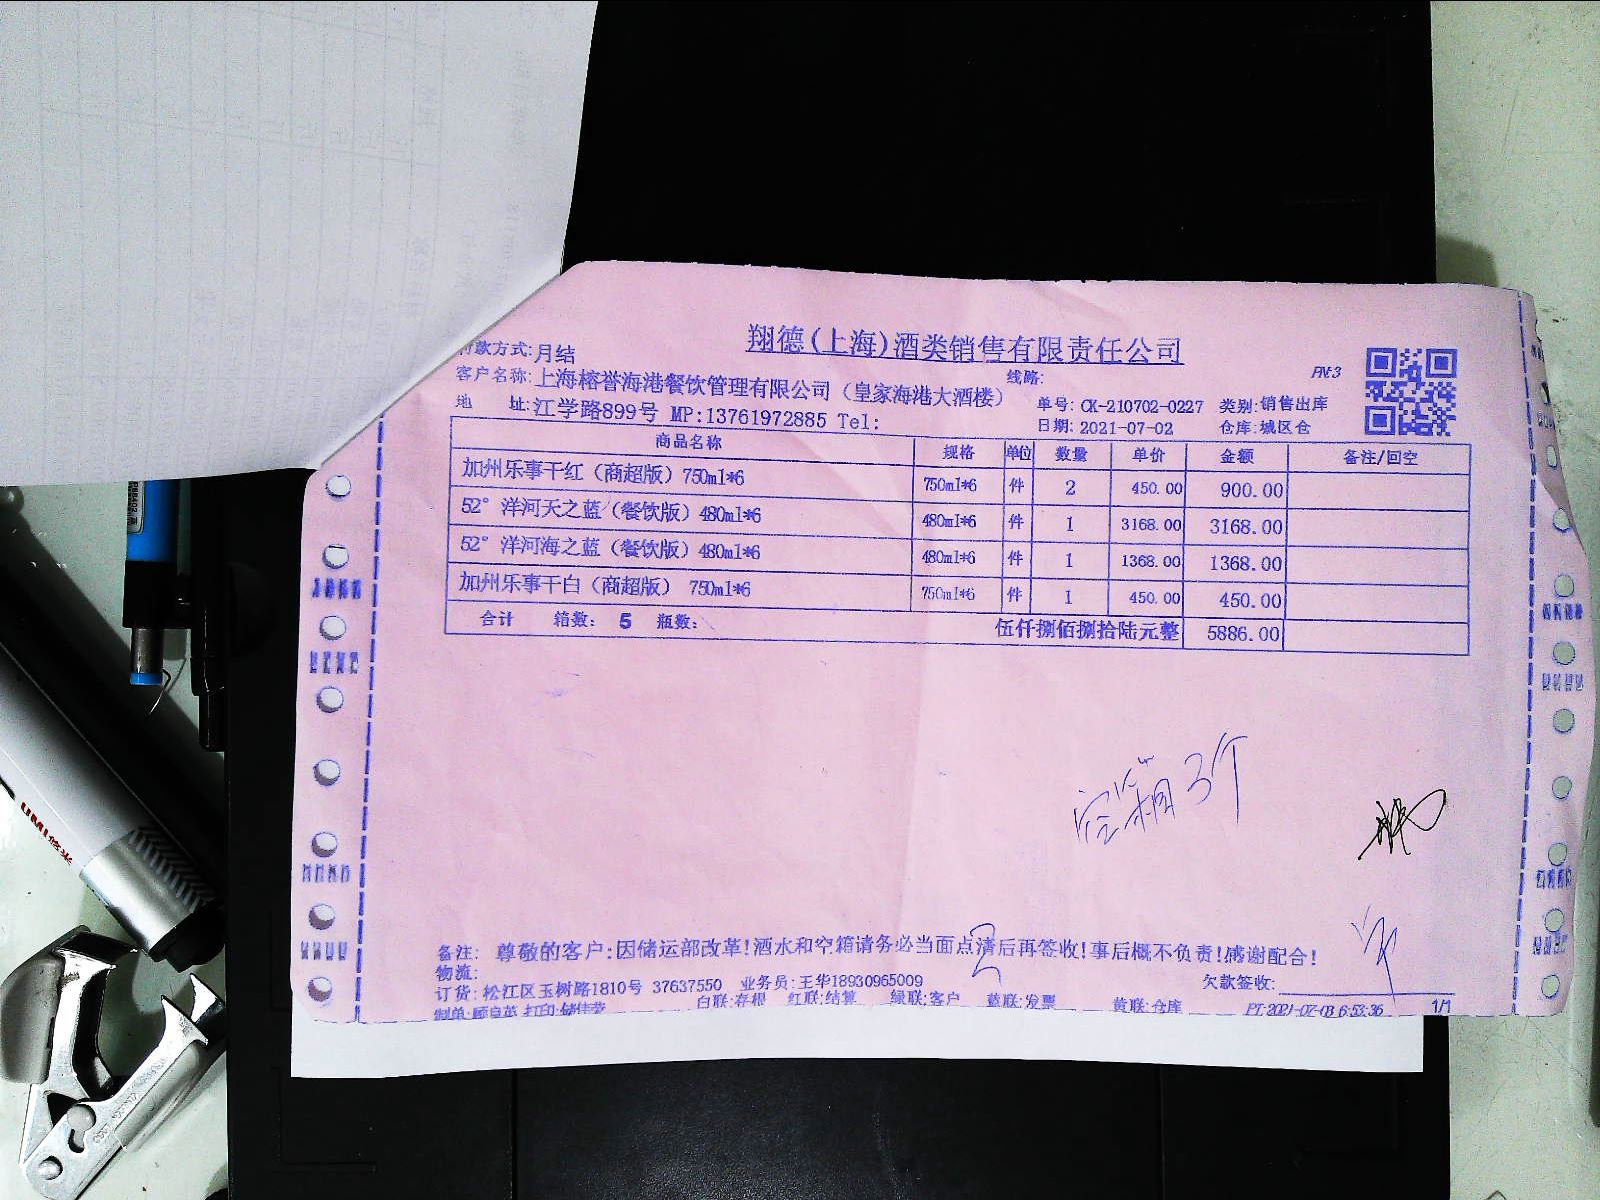 翔德(上海)酒类销售有限责任公司
付款方式:月结
线路:
PN:3
客户名称:上海榕誉海港餐饮管理有限公司（皇家海港大酒楼）
单号: CK-210702-0227 类别:销售出库
地 址:江学路899号 MP:13761972885 Tel:
日期: 2021-07-02 仓库:城区仓
商品名称 规格 单位 数量 单价 金额 备注/回空
加州乐事干红（商超版）750ml*6 750ml*6 件 2 450.00 900.00
52° 洋河天之蓝（餐饮版）480ml*6 480ml*6 件 1 3168.00 3168.00
52° 洋河海之蓝（餐饮版）480ml*6 480ml*6 件 1 1368.00 1368.00
加州乐事干白（商超版） 750ml*6 750ml*6 件 1 450.00 450.00
合计 箱数: 5 瓶数: 伍仟捌佰捌拾陆元整 5886.00
空箱3个
备注: 尊敬的客户:因储运部改革!酒水和空箱请务必当面点清后再签收!事后概不负责!感谢配合!
物流:
订货: 松江区玉树路1810号 37637550 业务员:王华18930965009 欠款签收:
白联:存根 红联:结算 绿联:客户 蓝联:发票 黄联:仓库 PT:2021-07-03 6:53:36 1/1